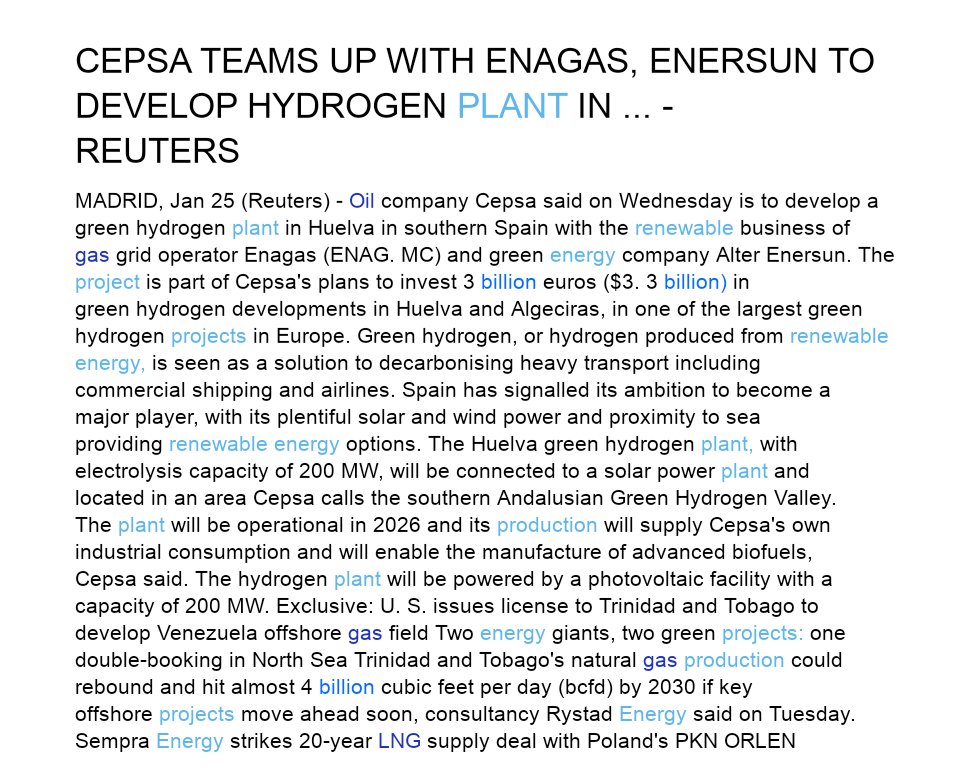 CEPSA TEAMS UP WITH ENAGAS, ENERSUN TO
DEVELOP HYDROGEN PLANT IN ... -
REUTERS
MADRID, Jan 25 (Reuters) - Oil company Cepsa said on Wednesday is to develop a
green hydrogen plant in Huelva in southern Spain with the renewable business of
gas grid operator Enagas (ENAG. MC) and green energy company Alter Enersun. The
project is part of Cepsa's plans to invest 3 billion euros ($3. 3 billion) in
green hydrogen developments in Huelva and Algeciras, in one of the largest green
hydrogen projects in Europe. Green hydrogen, or hydrogen produced from renewable
energy, is seen as a solution to decarbonising heavy transport including
commercial shipping and airlines. Spain has signalled its ambition to become a
major player, with its plentiful solar and wind power and proximity to sea
providing renewable energy options. The Huelva green hydrogen plant, with
electrolysis capacity of 200 MW, will be connected to a solar power plant and
located in an area Cepsa calls the southern Andalusian Green Hydrogen Valley.
The plant will be operational in 2026 and its production will supply Cepsa's own
industrial consumption and will enable the manufacture of advanced biofuels,
Cepsa said. The hydrogen plant will be powered by a photovoltaic facility with a
capacity of 200 MW. Exclusive: U. S. issues license to Trinidad and Tobago to
develop Venezuela offshore gas field Two energy giants, two green projects: one
double-booking in North Sea Trinidad and Tobago's natural gas production could
rebound and hit almost 4 billion cubic feet per day (bcfd) by 2030 if key
offshore projects move ahead soon, consultancy Rystad Energy said on Tuesday.
Sempra Energy strikes 20-year LNG supply deal with Poland's PKN ORLEN